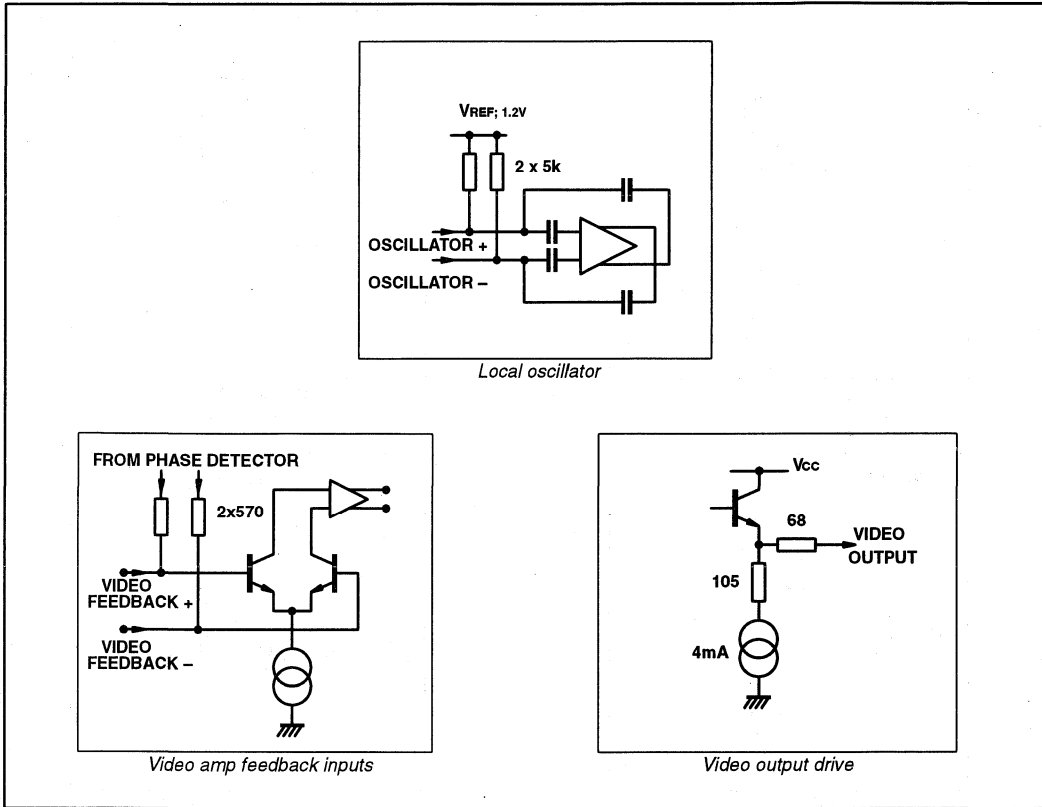 VREF; 1.2V
2 x 5k
OSCILLATOR +
OSCILLATOR –
Local oscillator
FROM PHASE DETECTOR
2x570
VIDEO
FEEDBACK +
VIDEO
FEEDBACK –
Video amp feedback inputs
Vcc
68
VIDEO
OUTPUT
105
4mA
Video output drive